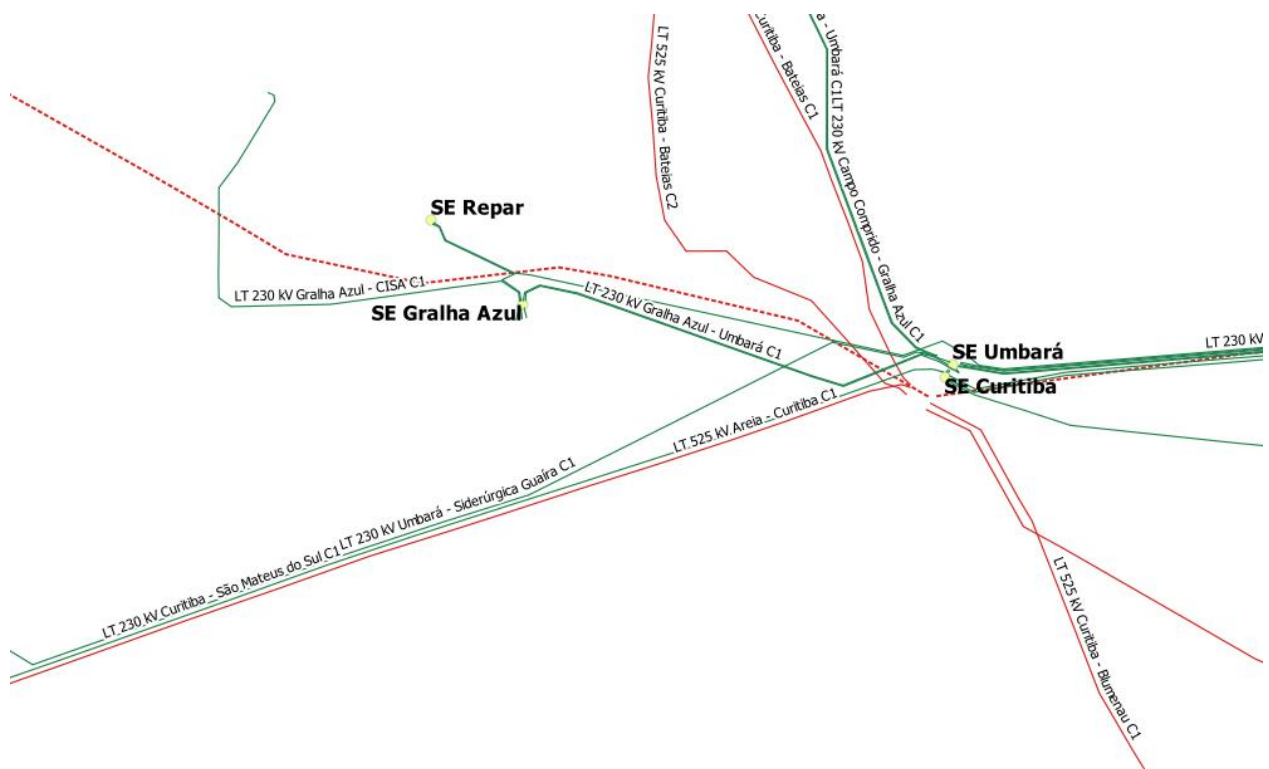 LT 525 kV Curitiba - Bateias C2
Curitiba - Bateias C1
a - Umbará C1
LT 230 kV Campo Comprido - Gralha Azul C1
SE Repar
LT 230 kV Gralha Azul - CISA C1
SE Gralha Azul
LT 230 kV Gralha Azul - Umbará C1
LT 230 kV
SE Umbará
SE Curitiba
LT 525 kV Areia - Curitiba C1
LT 230 kV Umbará - Siderúrgica Guaíra C1
LT 230 kV Curitiba - São Mateus do Sul C1
LT 525 kV Curitiba - Blumenau C1